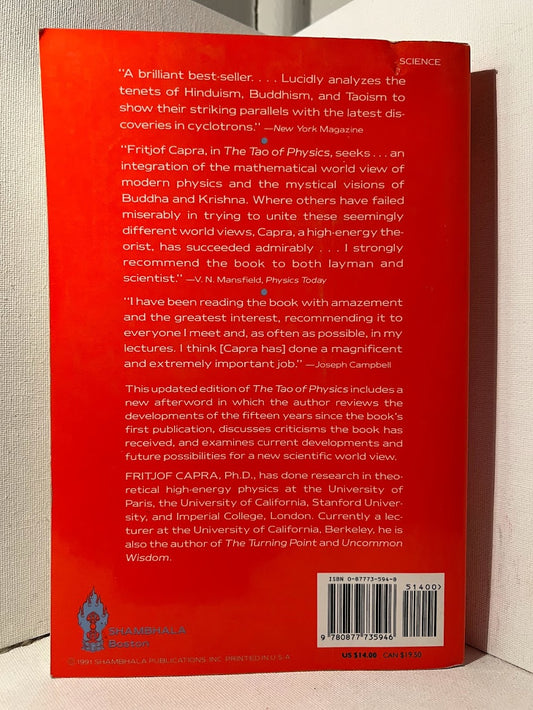 SCIENCE
"A brilliant best-seller. . . . Lucidly analyzes the
tenets of Hinduism, Buddhism, and Taoism to
show their striking parallels with the latest dis-
coveries in cyclotrons." —New York Magazine
"Fritjof Capra, in The Tao of Physics, seeks . . . an
integration of the mathematical world view of
modern physics and the mystical visions of
Buddha and Krishna. Where others have failed
miserably in trying to unite these seemingly
different world views, Capra, a high-energy the-
orist, has succeeded admirably . . . I strongly
recommend the book to both layman and
scientist." —V. N. Mansfield, Physics Today
"I have been reading the book with amazement
and the greatest interest, recommending it to
everyone I meet and, as often as possible, in my
lectures. I think [Capra has] done a magnificent
and extremely important job." —Joseph Campbell
This updated edition of The Tao of Physics includes a
new afterword in which the author reviews the
developments of the fifteen years since the book's
first publication, discusses criticisms the book has
received, and examines current developments and
future possibilities for a new scientific world view.
FRITJOF CAPRA, Ph.D., has done research in theo-
retical high-energy physics at the University of
Paris, the University of California, Stanford Univer-
sity, and Imperial College, London. Currently a lec-
turer at the University of California, Berkeley, he is
also the author of The Turning Point and Uncommon
Wisdom.
ISBN 0-87773-594-8
51400>
9 780877 735946
US $14.00 CAN $19.50
SHAMBHALA
Boston
©1991 SHAMBHALA PUBLICATIONS, INC. PRINTED IN U.S.A.